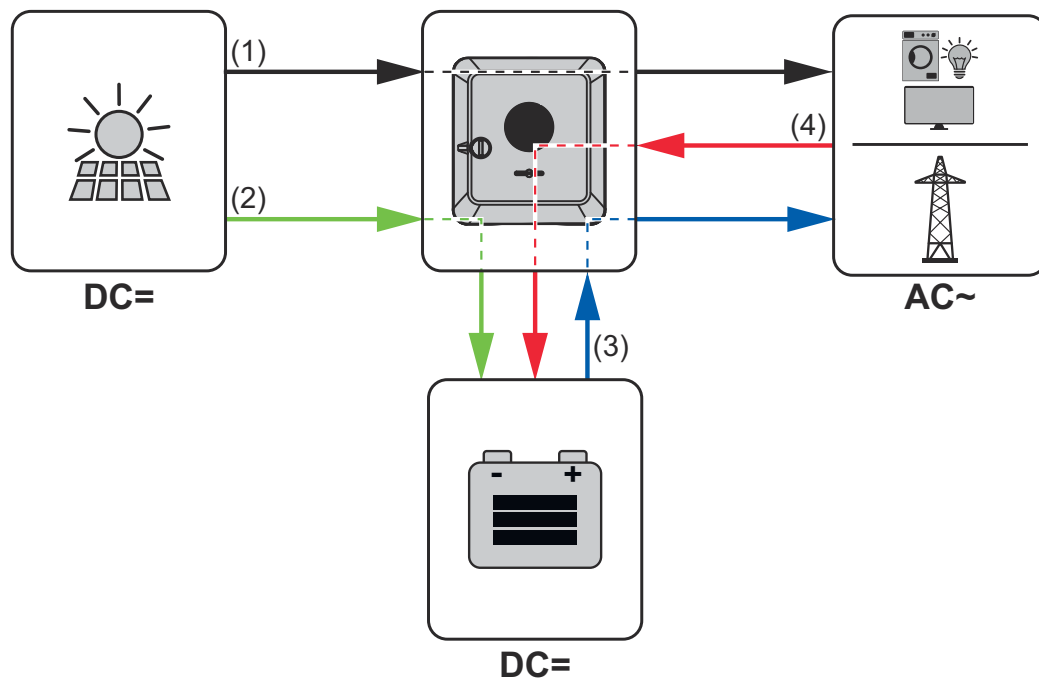 (1)
(4)
(2)
DC=
AC~
(3)
- +
DC=